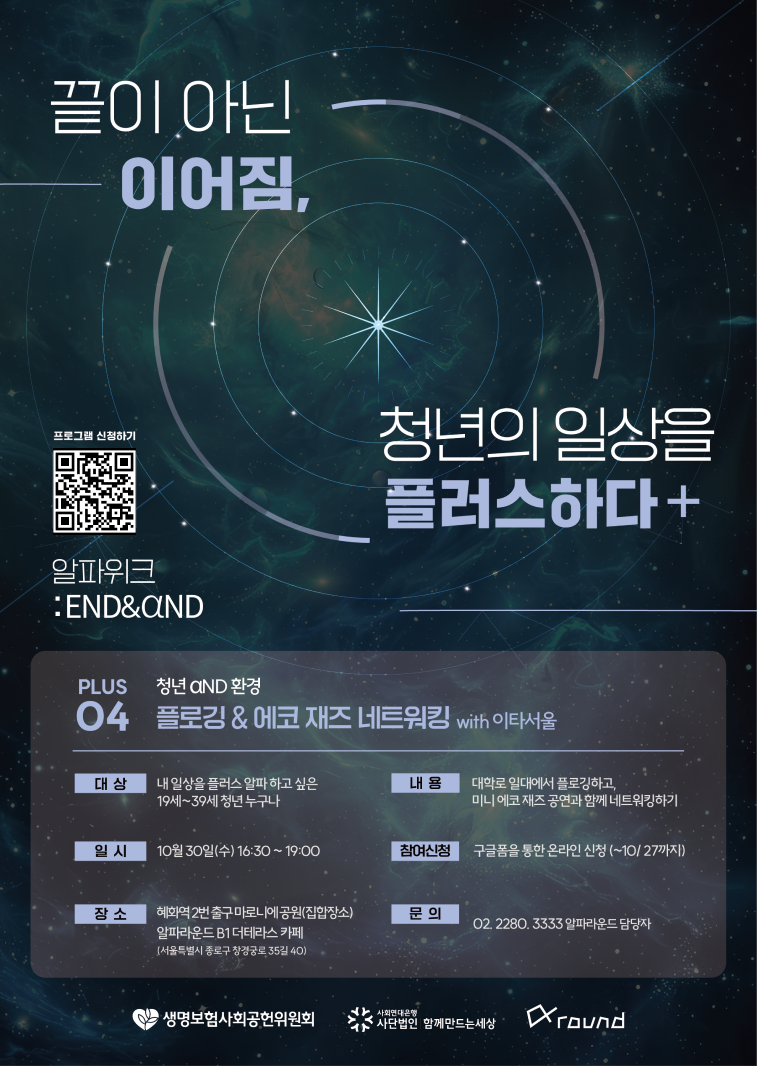 끝이 아닌
이어짐,
청년의 일상을
플러스하다+
프로그램 신청하기
알파위크
:END&αND
PLUS
04
청년 αND 환경
플로깅 & 에코 재즈 네트워킹 with 이타서울
대 상
내 일상을 플러스 알파 하고 싶은
19세~39세 청년 누구나
내 용
대학로 일대에서 플로깅하고,
미니 에코 재즈 공연과 함께 네트워킹하기
일 시
10월 30일(수) 16:30 ~ 19:00
참여신청
구글폼을 통한 온라인 신청 (~10/ 27까지)
장 소
혜화역 2번 출구 마로니에 공원(집합장소)
알파라운드 B1 더테라스 카페
(서울특별시 종로구 창경궁로 35길 40)
문 의
02. 2280. 3333 알파라운드 담당자
생명보험사회공헌위원회
사회연대은행
사단법인 함께만드는세상
αround